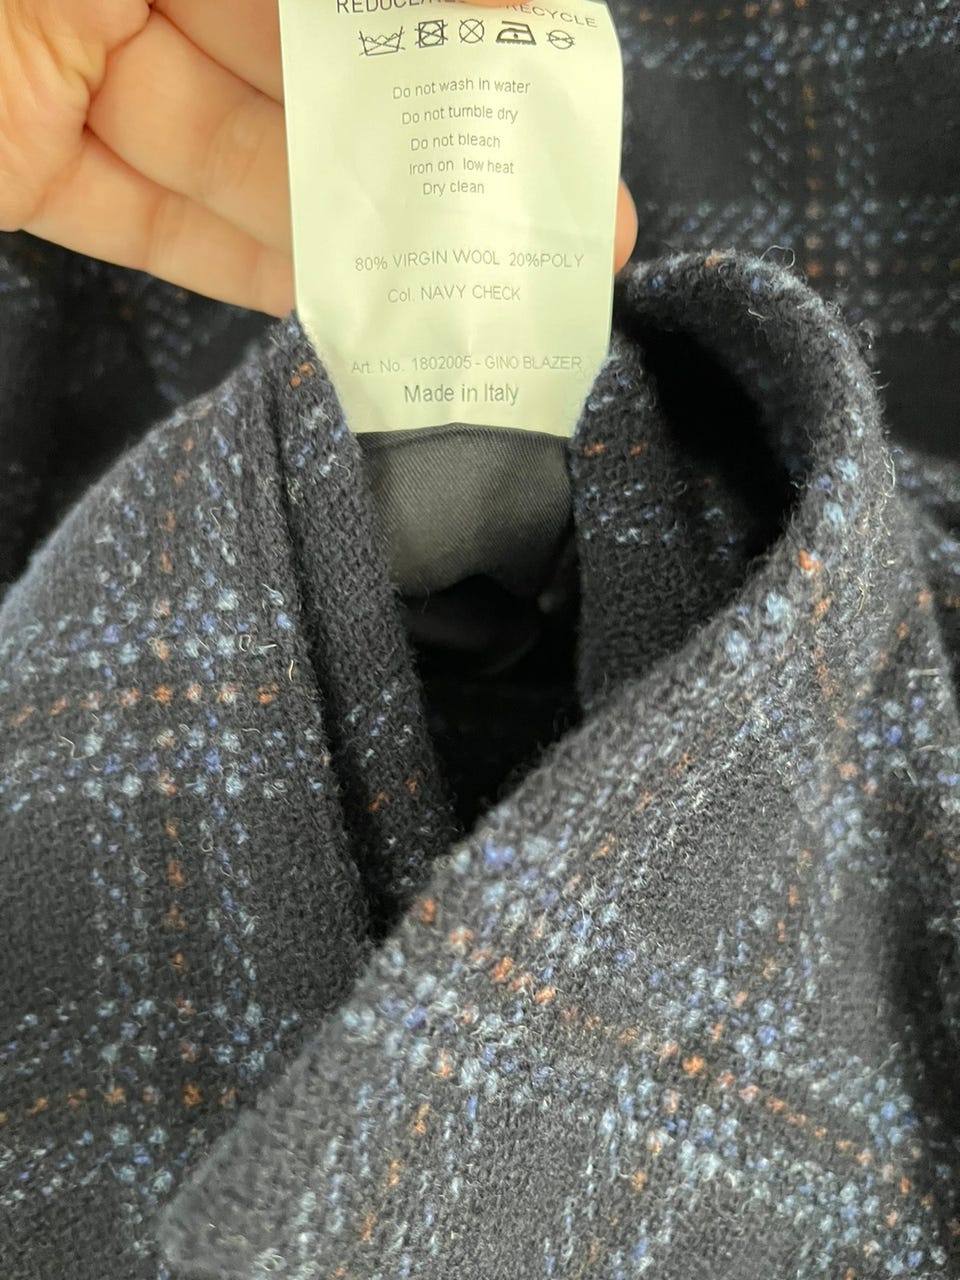 RECYCLE
Do not wash in water
Do not tumble dry
Do not bleach
Iron on low heat
Dry clean
80% VIRGIN WOOL 20%POLY
Col. NAVY CHECK
Art. No. 1802005 - GINO BLAZER
Made in Italy